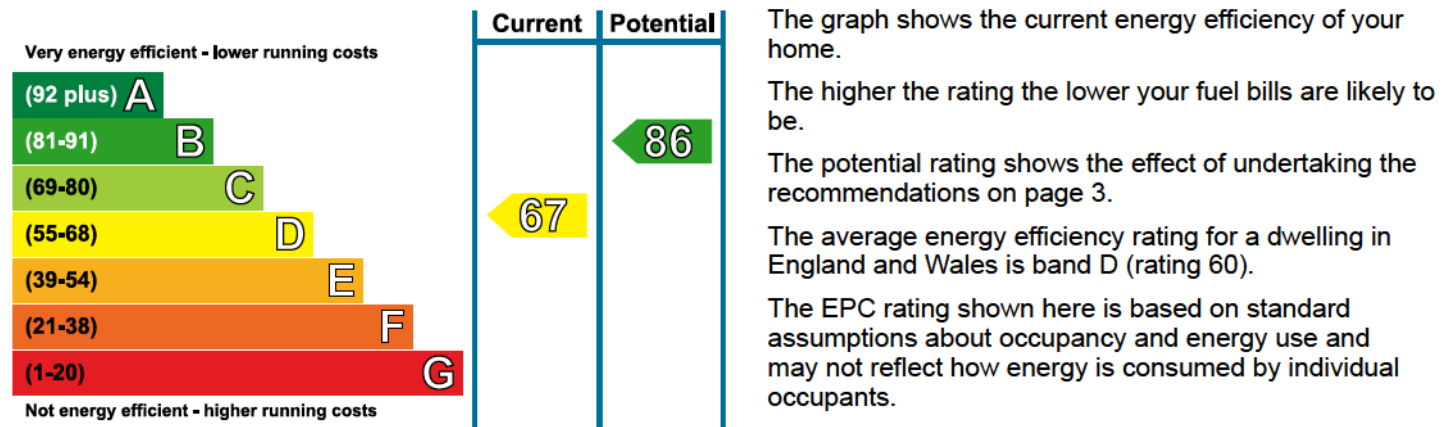 Current Potential
Very energy efficient - lower running costs
(92 plus) A
(81-91) B
86
(69-80) C
67
(55-68) D
(39-54) E
(21-38) F
(1-20) G
Not energy efficient - higher running costs
The graph shows the current energy efficiency of your
home.
The higher the rating the lower your fuel bills are likely to
be.
The potential rating shows the effect of undertaking the
recommendations on page 3.
The average energy efficiency rating for a dwelling in
England and Wales is band D (rating 60).
The EPC rating shown here is based on standard
assumptions about occupancy and energy use and
may not reflect how energy is consumed by individual
occupants.